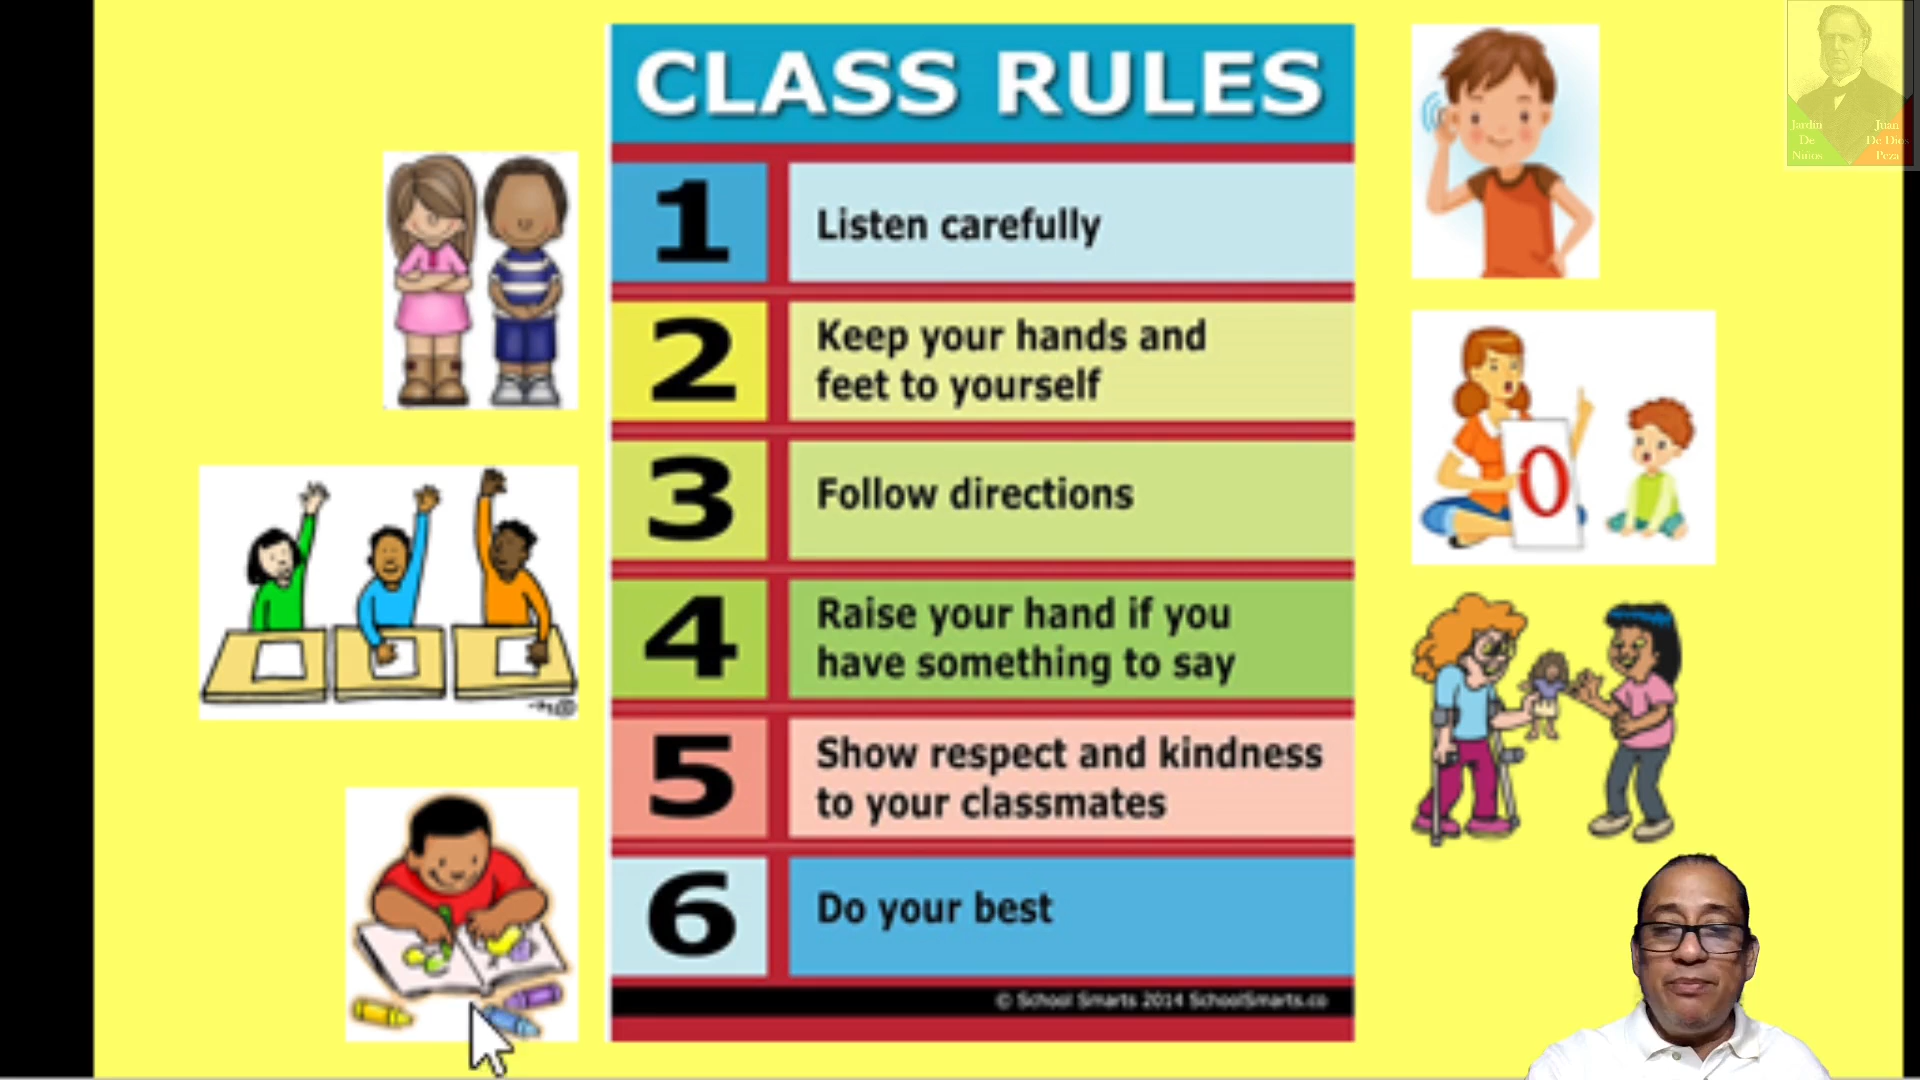 CLASS RULES
1
Listen carefully
2
Keep your hands and
feet to yourself
3
Follow directions
4
Raise your hand if you
have something to say
5
Show respect and kindness
to your classmates
6
Do your best
© School Smarts 2014 SchoolSmarts.co
0
Jardín
De
Niños
Juan
De Dios
Peza